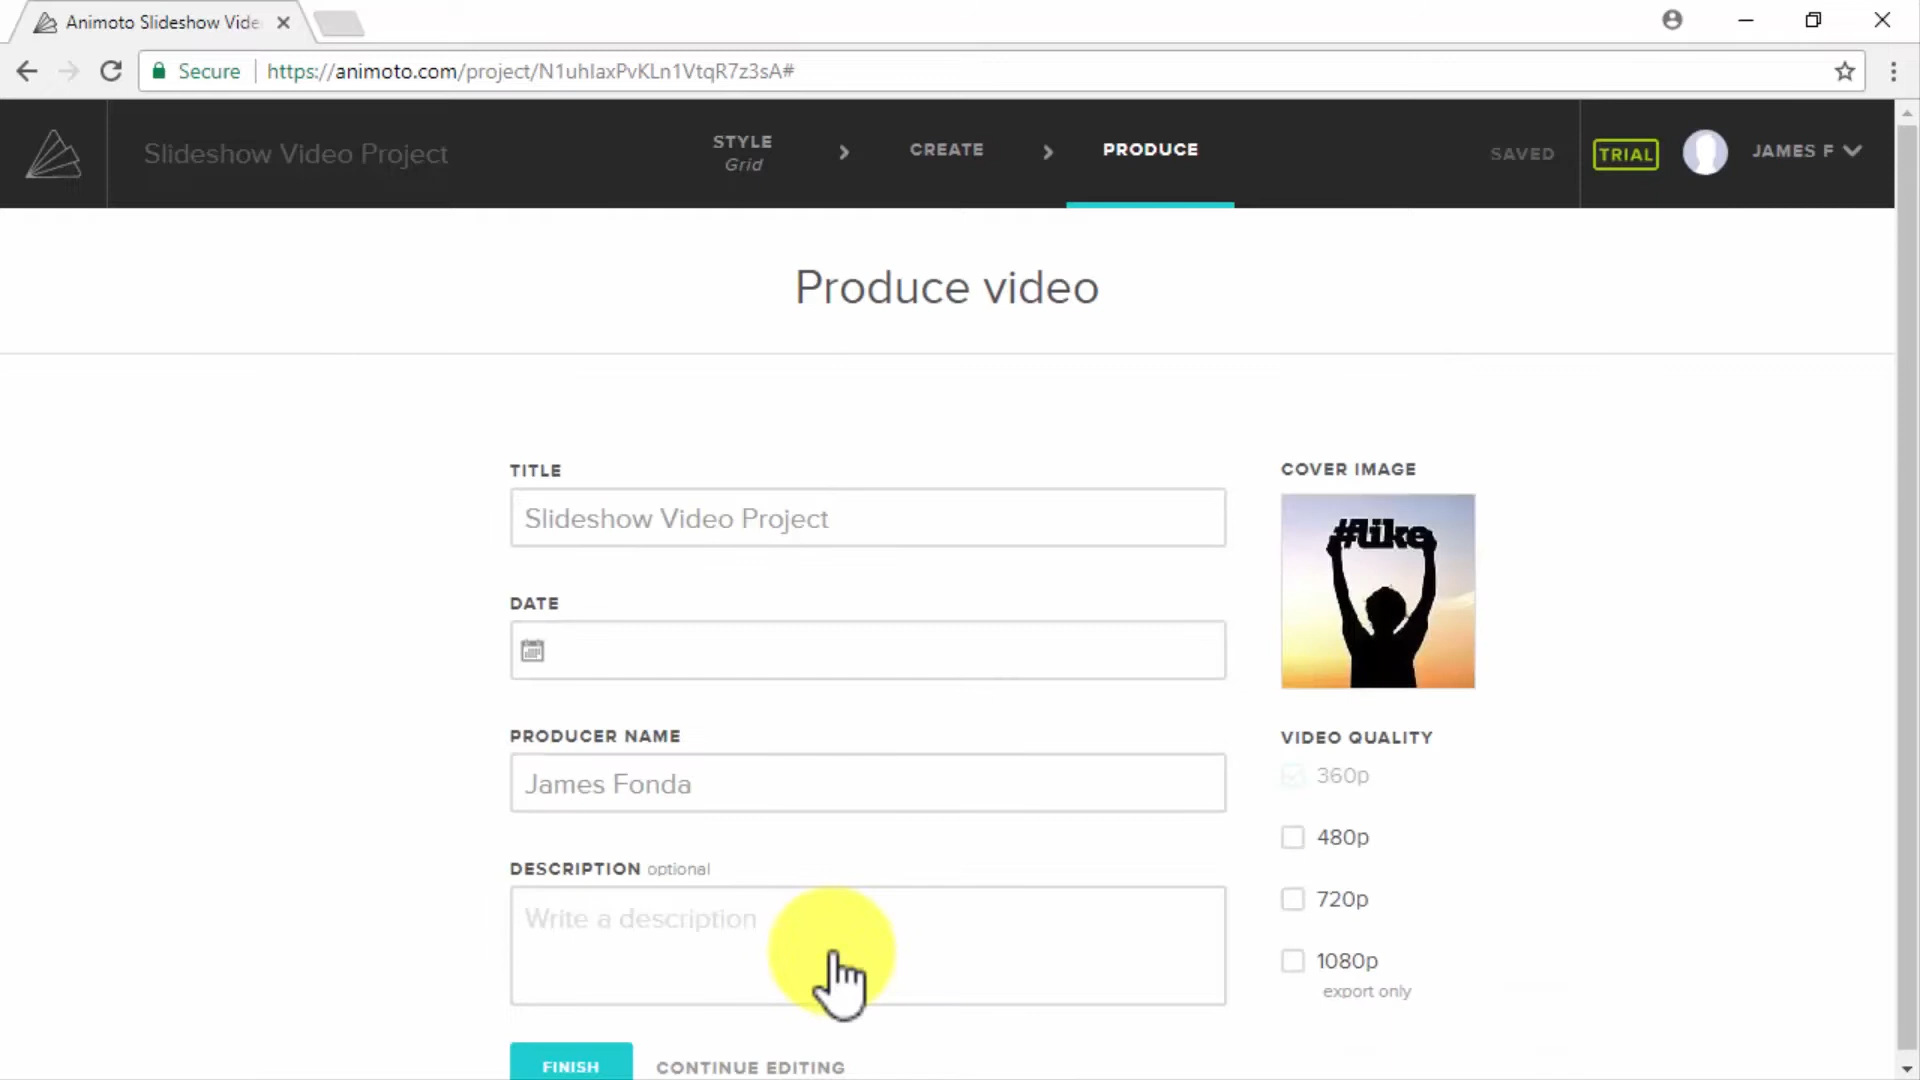 Animoto Slideshow Vide
Secure
https://animoto.com/project/N1uhIaxPvKLn1VtqR7z3sA#
Slideshow Video Project
STYLE
Grid
CREATE
PRODUCE
SAVED
TRIAL
JAMES F
Produce video
TITLE
Slideshow Video Project
DATE
PRODUCER NAME
James Fonda
DESCRIPTION optional
Write a description
FINISH
CONTINUE EDITING
COVER IMAGE
#like
VIDEO QUALITY
360p
480p
720p
1080p
export only